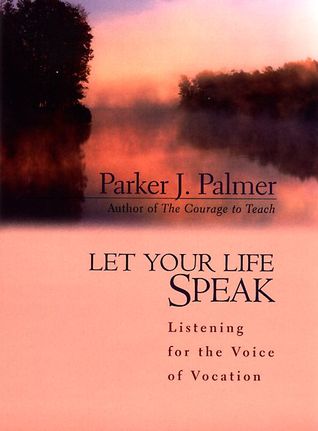 Parker J. Palmer
Author of The Courage to Teach
LET YOUR LIFE
SPEAK
Listening
for the Voice
of Vocation